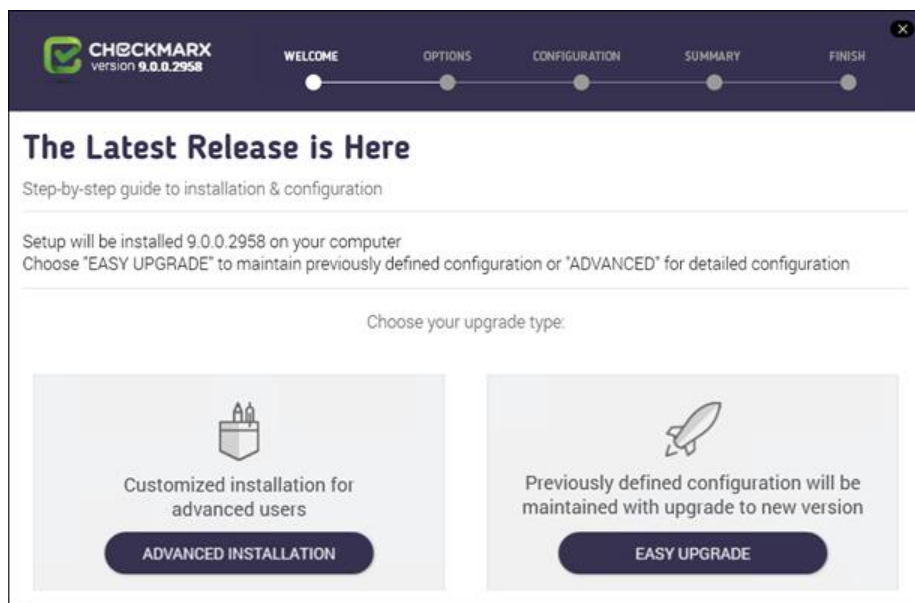 CHECKMARX
version 9.0.0.2958
WELCOME
OPTIONS
CONFIGURATION
SUMMARY
FINISH
The Latest Release is Here
Step-by-step guide to installation & configuration
Setup will be installed 9.0.0.2958 on your computer
Choose "EASY UPGRADE" to maintain previously defined configuration or "ADVANCED" for detailed configuration
Choose your upgrade type:
Customized installation for
advanced users
ADVANCED INSTALLATION
Previously defined configuration will be
maintained with upgrade to new version
EASY UPGRADE